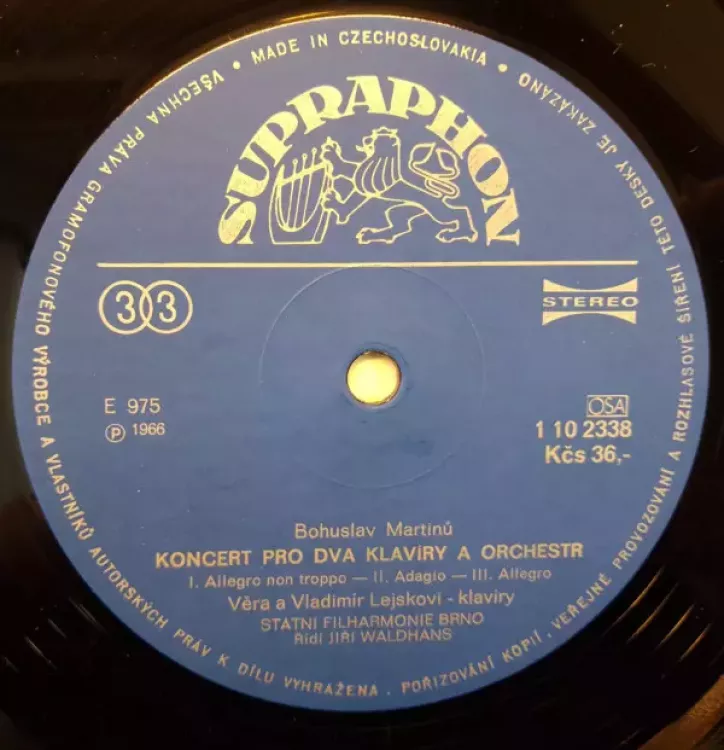 VŠECHNA PRÁVA GRAMOFONOVÉHO VÝROBCE A VLASTNÍKŮ AUTORSKÝCH PRÁV K DÍLU VYHRAŽENA . POŘIZOVÁNÍ KOPIÍ, VEŘEJNÉ PROVOZOVÁNÍ A ROZHLASOVÉ ŠÍŘENÍ TÉTO DESKY JE ZAKÁZÁNO
• MADE IN CZECHOSLOVAKIA •
SUPRAPHON
33
STEREO
E 975
℗ 1966
OSA
1 10 2338
Kčs 36,-
Bohuslav Martinů
KONCERT PRO DVA KLAVÍRY A ORCHESTR
I. Allegro non troppo — II. Adagio — III. Allegro
Věra a Vladimír Lejskovi - klavíry
STÁTNÍ FILHARMONIE BRNO
Řídí JIŘÍ WALDHANS